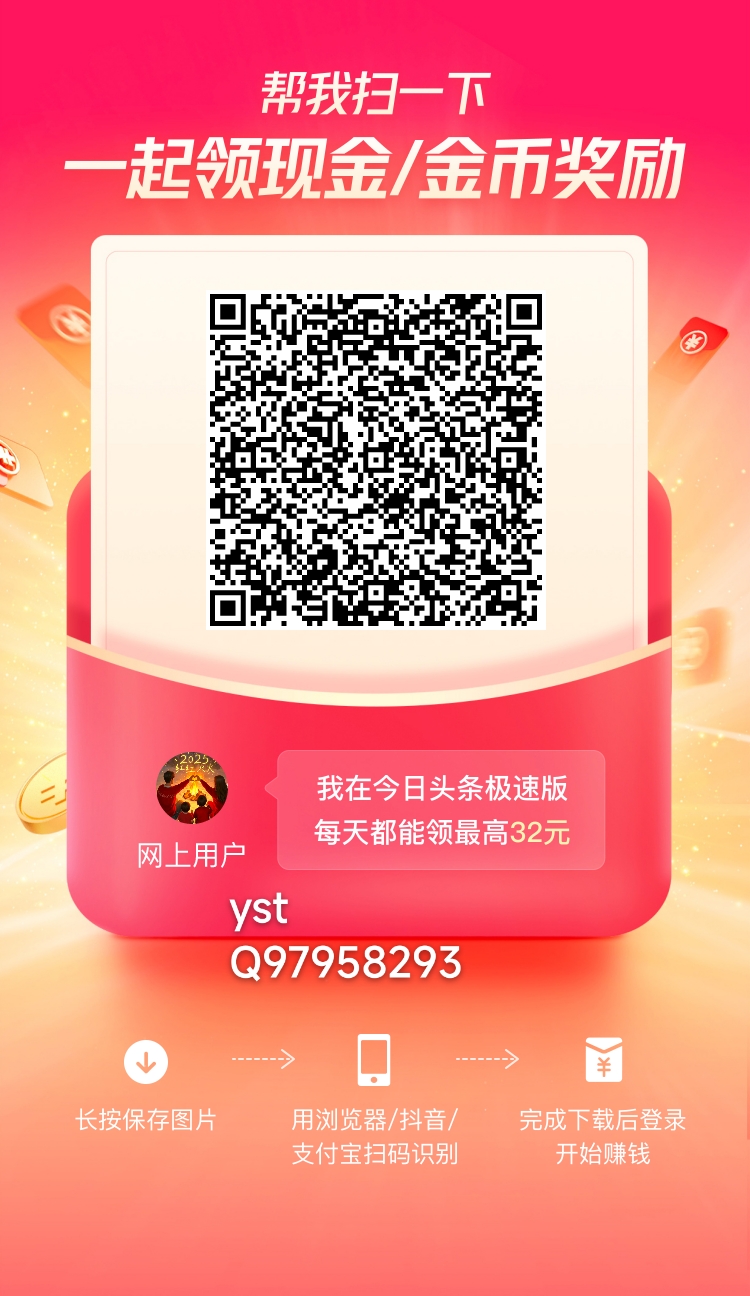 帮我扫一下
一起领现金/金币奖励
我在今日头条极速版
每天都能领最高32元
网上用户
yst
Q97958293
长按保存图片
用浏览器/抖音/
支付宝扫码识别
完成下载后登录
开始赚钱